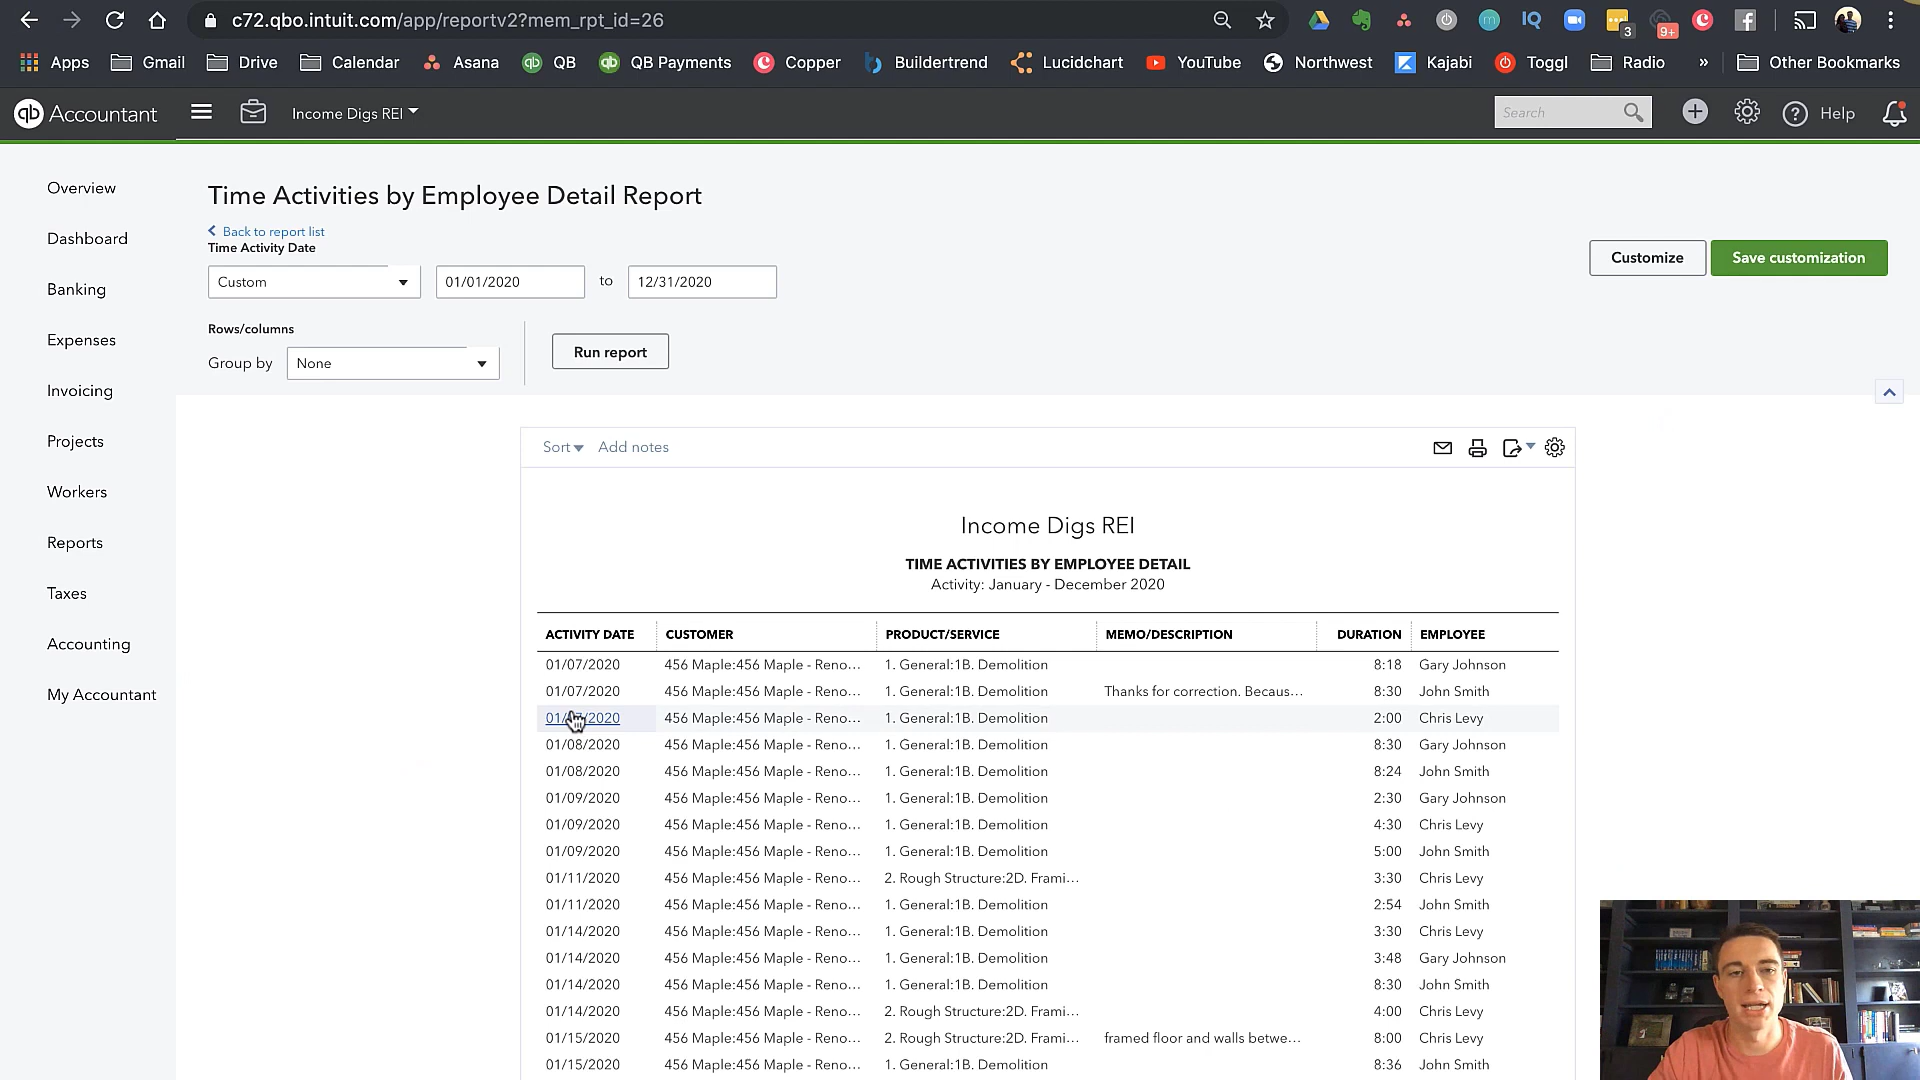 c72.qbo.intuit.com/app/reportv2?mem_rpt_id=26
IQ
3
9+
Apps
Gmail
Drive
Calendar
Asana
QB
QB Payments
Copper
Buildertrend
Lucidchart
YouTube
Northwest
Kajabi
Toggl
Radio
»
Other Bookmarks
qb Accountant
Income Digs REI
Search
Help
Overview
Dashboard
Banking
Expenses
Invoicing
Projects
Workers
Reports
Taxes
Accounting
My Accountant
Time Activities by Employee Detail Report
Back to report list
Time Activity Date
Custom 01/01/2020 to 12/31/2020
Customize
Save customization
Rows/columns
Group by None
Run report
Sort Add notes
Income Digs REI
TIME ACTIVITIES BY EMPLOYEE DETAIL
Activity: January - December 2020
ACTIVITY DATE CUSTOMER PRODUCT/SERVICE MEMO/DESCRIPTION DURATION EMPLOYEE
01/07/2020 456 Maple:456 Maple - Reno... 1. General:1B. Demolition 8:18 Gary Johnson
01/07/2020 456 Maple:456 Maple - Reno... 1. General:1B. Demolition Thanks for correction. Becaus... 8:30 John Smith
01/07/2020 456 Maple:456 Maple - Reno... 1. General:1B. Demolition 2:00 Chris Levy
01/08/2020 456 Maple:456 Maple - Reno... 1. General:1B. Demolition 8:30 Gary Johnson
01/08/2020 456 Maple:456 Maple - Reno... 1. General:1B. Demolition 8:24 John Smith
01/09/2020 456 Maple:456 Maple - Reno... 1. General:1B. Demolition 2:30 Gary Johnson
01/09/2020 456 Maple:456 Maple - Reno... 1. General:1B. Demolition 4:30 Chris Levy
01/09/2020 456 Maple:456 Maple - Reno... 1. General:1B. Demolition 5:00 John Smith
01/11/2020 456 Maple:456 Maple - Reno... 2. Rough Structure:2D. Frami... 3:30 Chris Levy
01/11/2020 456 Maple:456 Maple - Reno... 1. General:1B. Demolition 2:54 John Smith
01/14/2020 456 Maple:456 Maple - Reno... 1. General:1B. Demolition 3:30 Chris Levy
01/14/2020 456 Maple:456 Maple - Reno... 1. General:1B. Demolition 3:48 Gary Johnson
01/14/2020 456 Maple:456 Maple - Reno... 1. General:1B. Demolition 8:30 John Smith
01/14/2020 456 Maple:456 Maple - Reno... 2. Rough Structure:2D. Frami... 4:00 Chris Levy
01/15/2020 456 Maple:456 Maple - Reno... 2. Rough Structure:2D. Frami... framed floor and walls betwe... 8:00 Chris Levy
01/15/2020 456 Maple:456 Maple - Reno... 1. General:1B. Demolition 8:36 John Smith